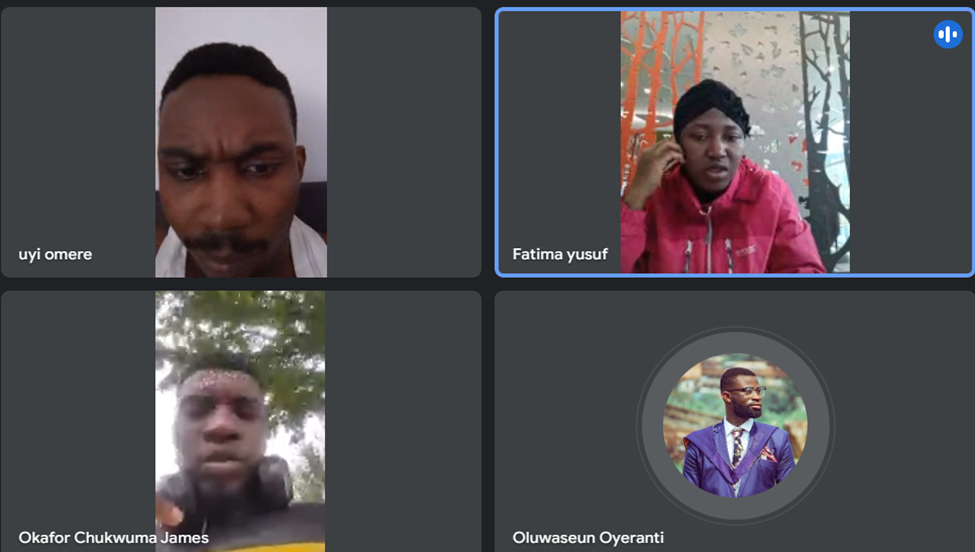 uyi omere
Fatima yusuf
Okafor Chukwuma James
Oluwaseun Oyeranti